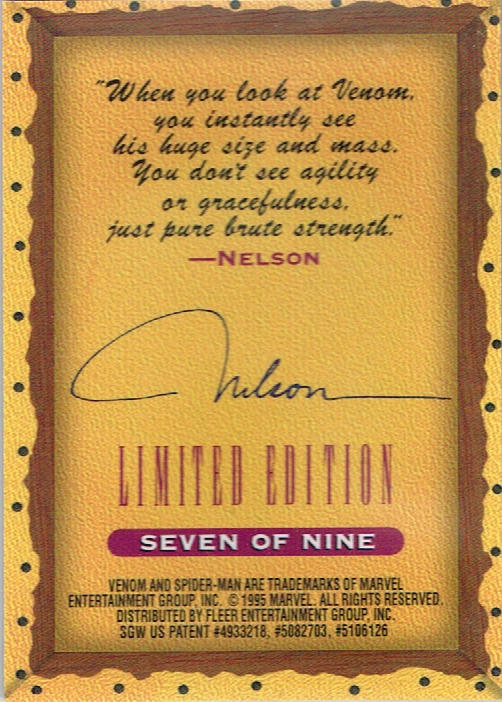 "When you look at Venom,
you instantly see
his huge size and mass.
You don't see agility
or gracefulness,
just pure brute strength."
—NELSON
Nelson
LIMITED EDITION
SEVEN OF NINE
VENOM AND SPIDER-MAN ARE TRADEMARKS OF MARVEL
ENTERTAINMENT GROUP, INC. © 1995 MARVEL. ALL RIGHTS RESERVED.
DISTRIBUTED BY FLEER ENTERTAINMENT GROUP, INC.
SGW US PATENT #4933218, #5082703, #5106126